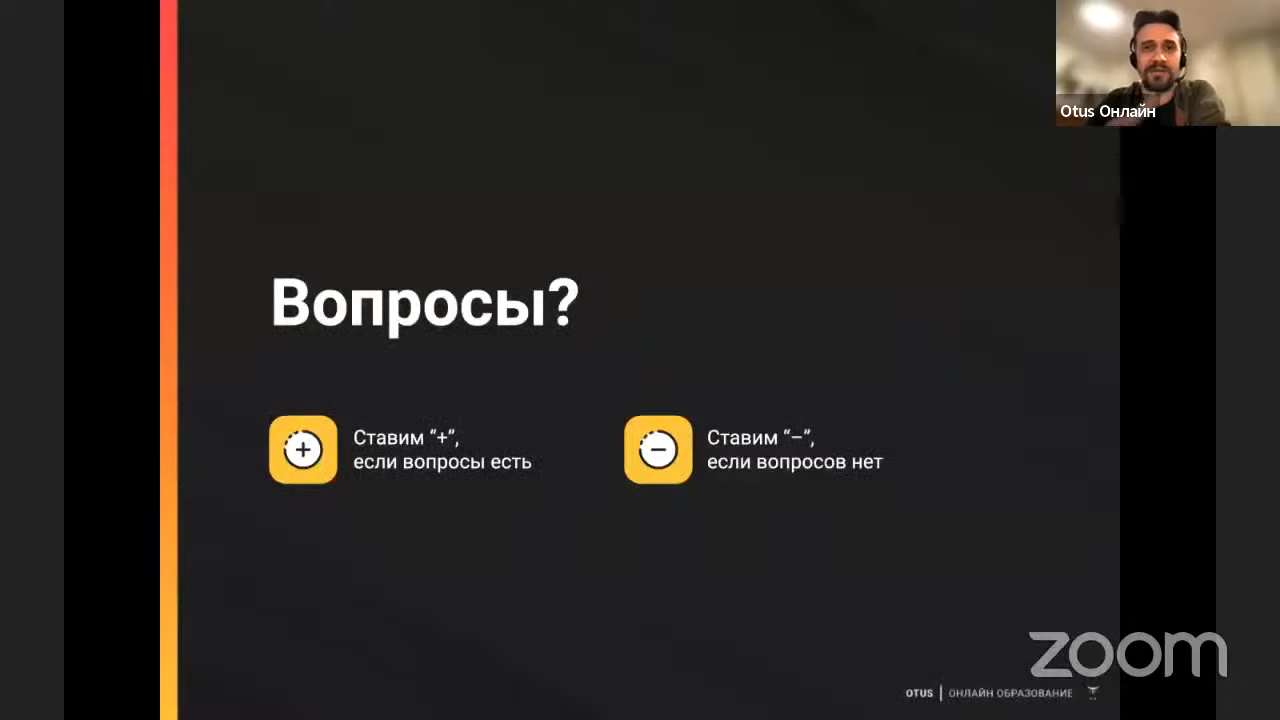 Otus Онлайн
Вопросы?
Ставим “+”,
если вопросы есть
Ставим “–”,
если вопросов нет
zoom
OTUS | ОНЛАЙН ОБРАЗОВАНИЕ